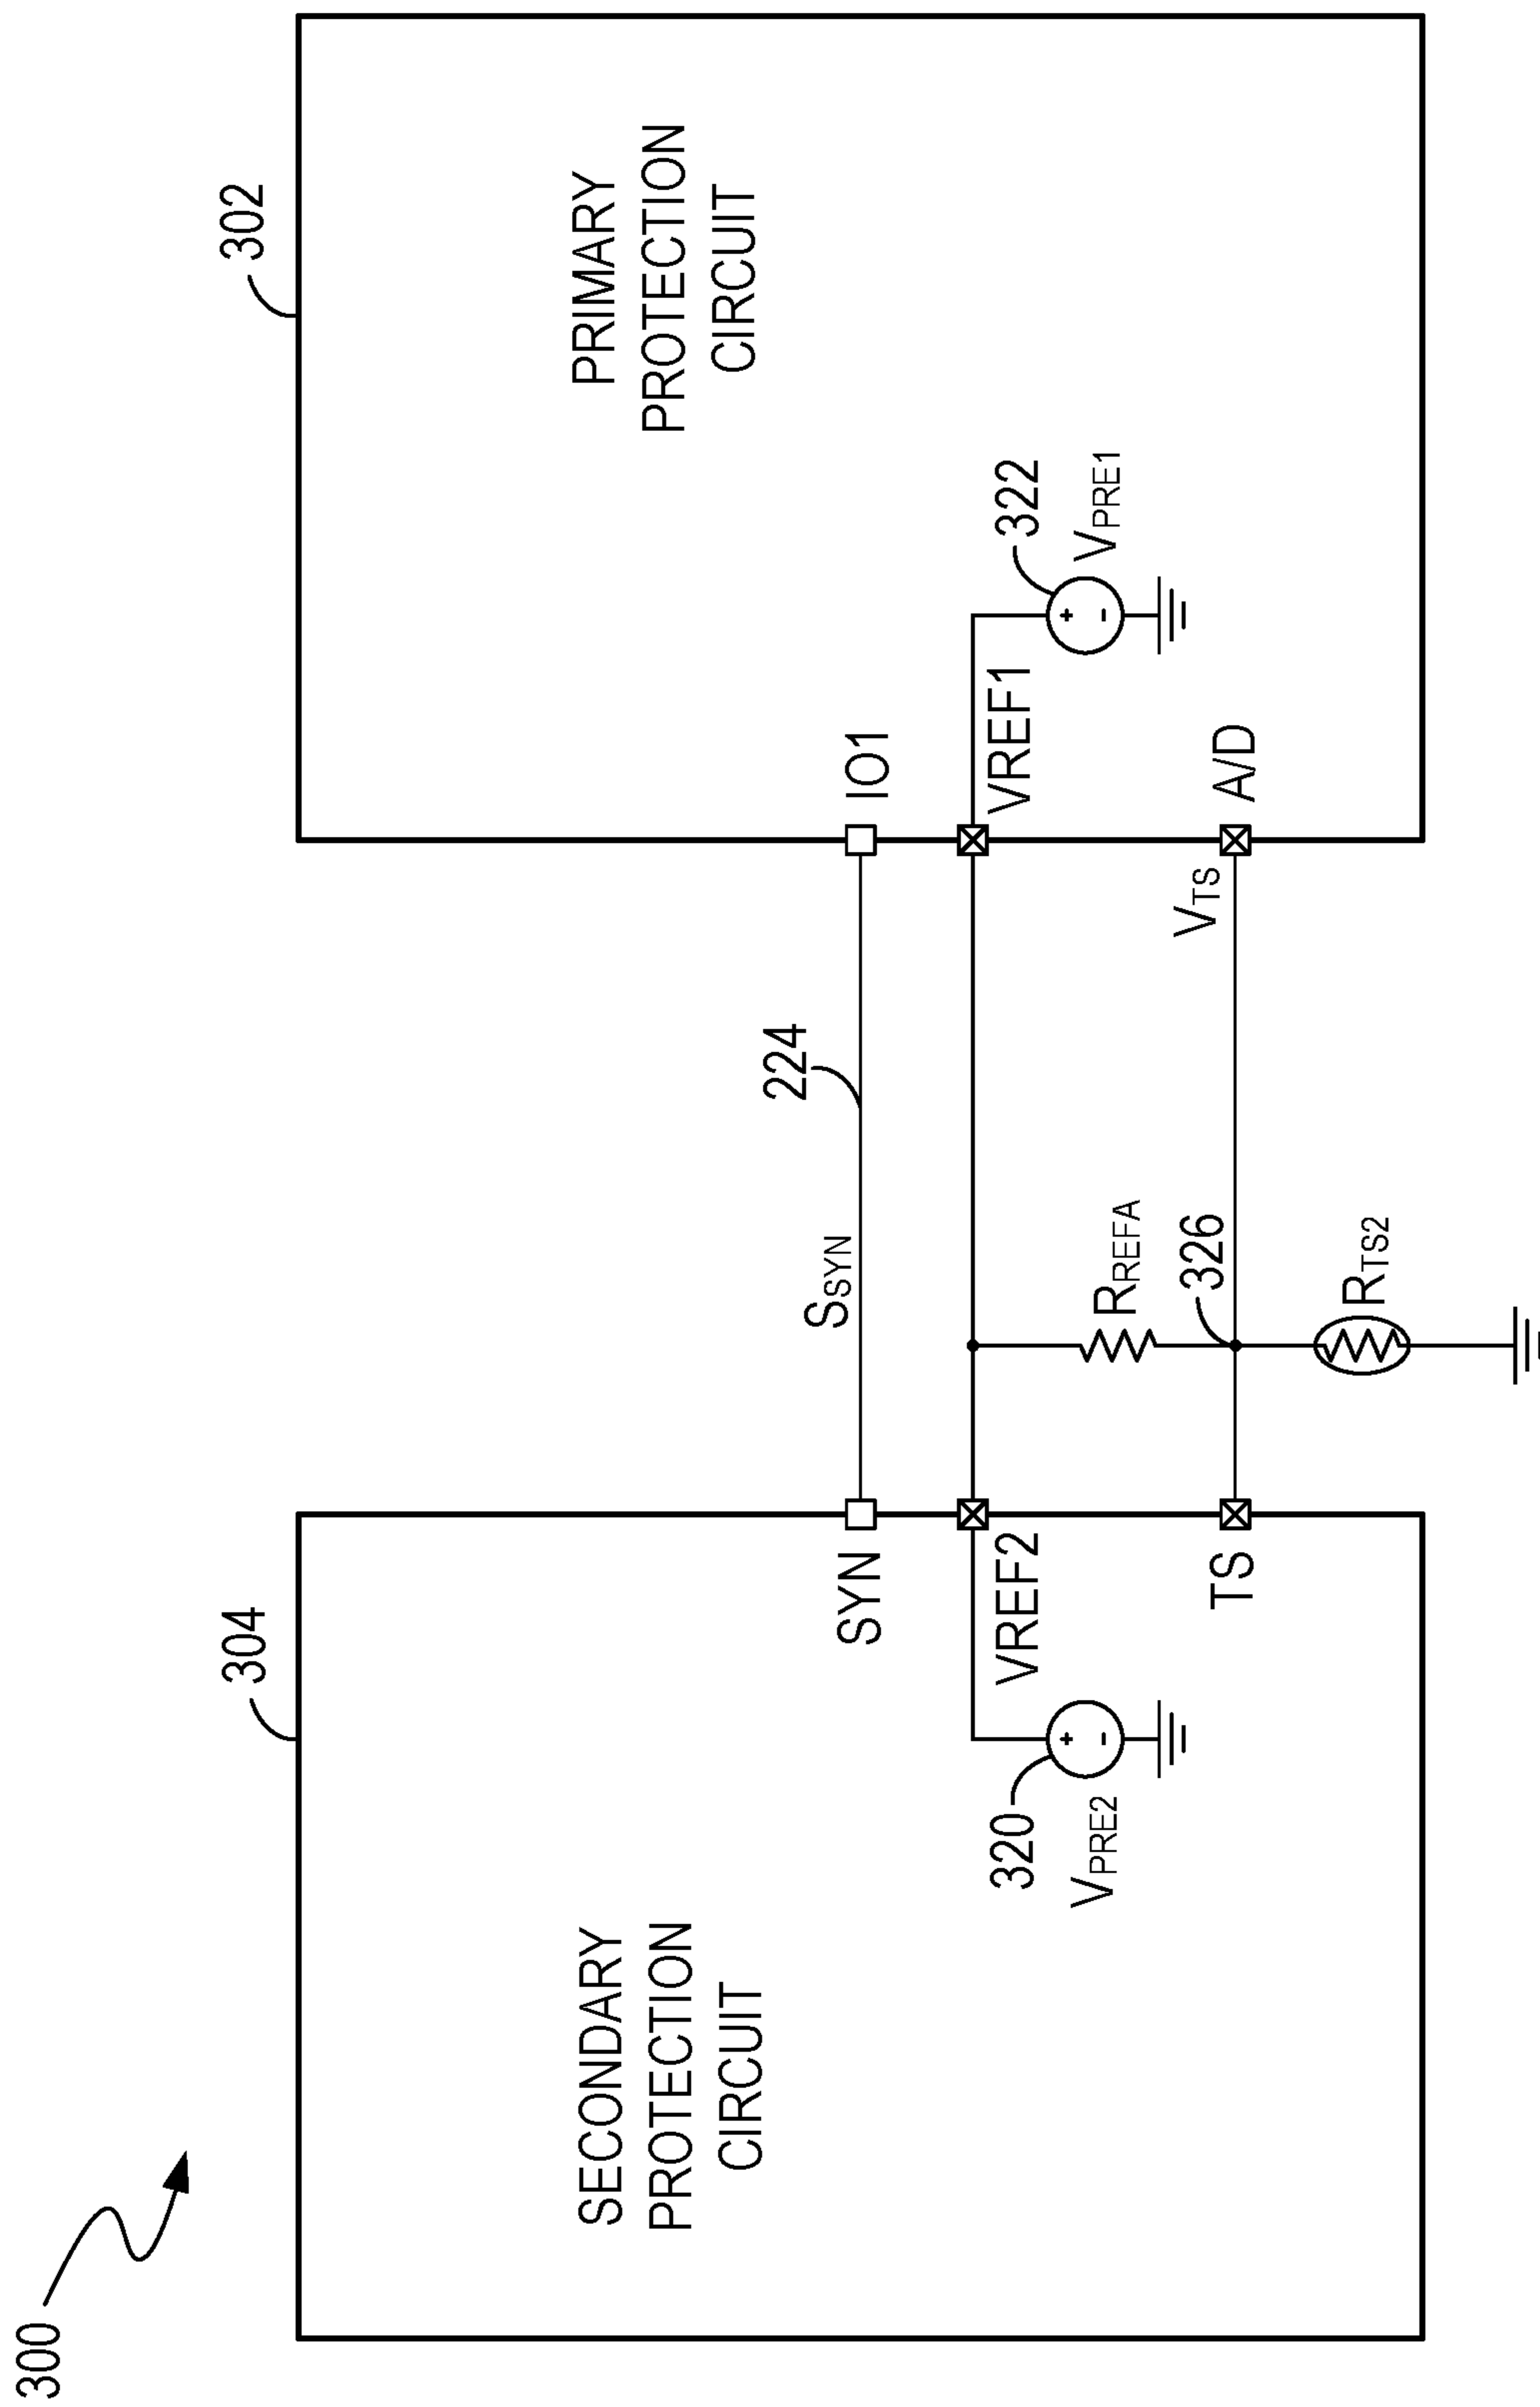 300
304
302
SECONDARY
PROTECTION
CIRCUIT
PRIMARY
PROTECTION
CIRCUIT
SYN
SSYN
224
IO1
320
VPRE2
VREF2
VREF1
322
VPRE1
RREFA
326
TS
VTS
A/D
RTS2